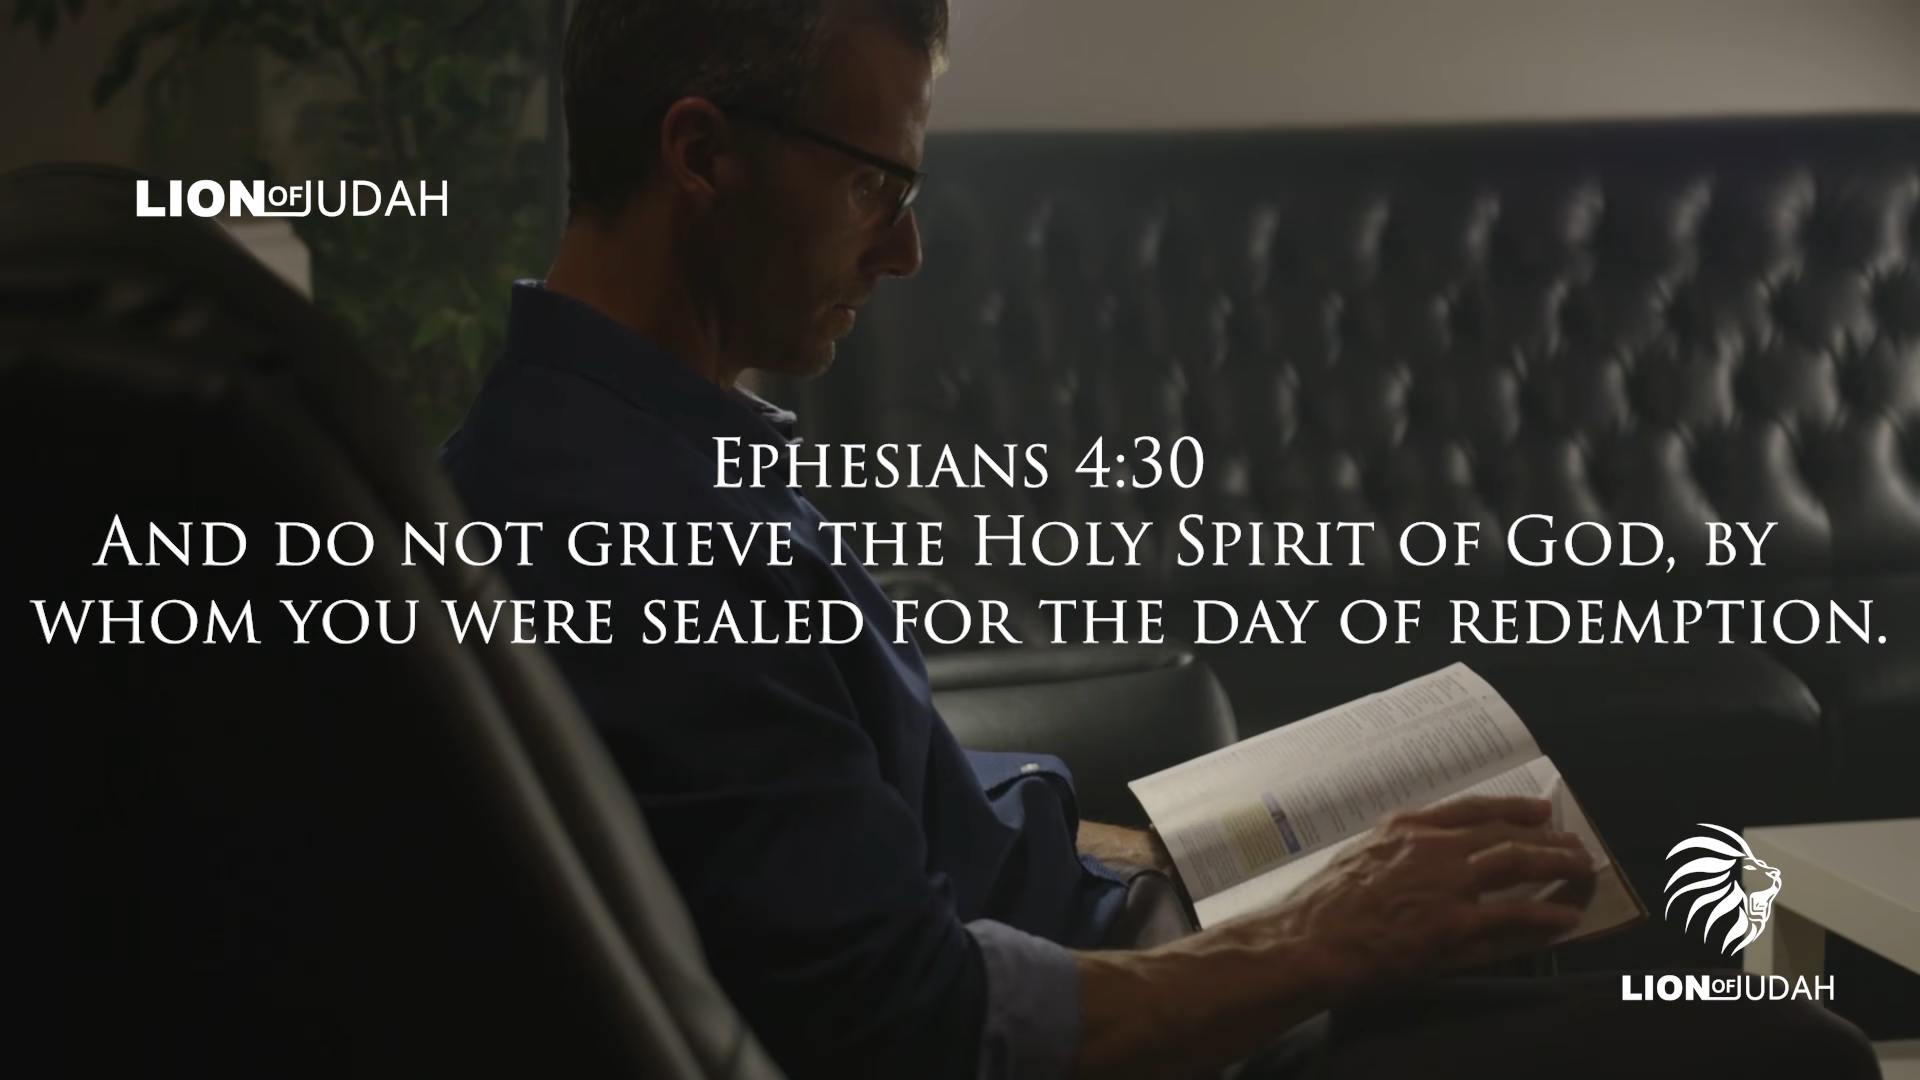 LION OF JUDAH
Ephesians 4:30
And do not grieve the Holy Spirit of God, by
whom you were sealed for the day of redemption.
LION OF JUDAH